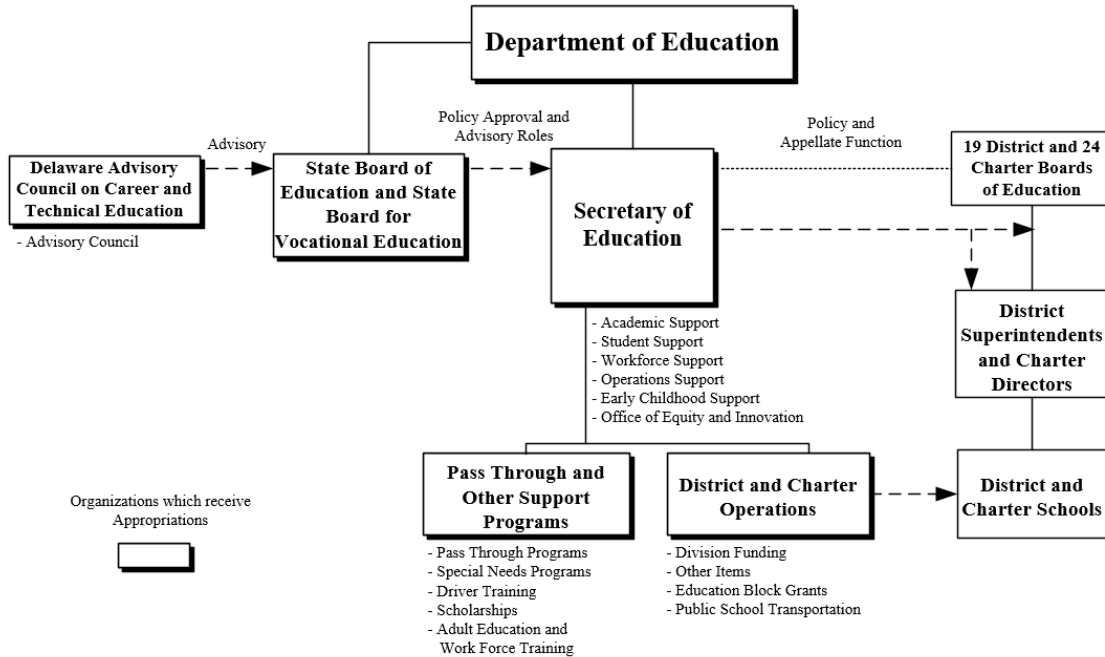 Department of Education
Policy Approval and
Advisory Roles
Policy and
Appellate Function
Advisory
Delaware Advisory
Council on Career and
Technical Education
- Advisory Council
State Board of
Education and State
Board for
Vocational Education
Secretary of
Education
19 District and 24
Charter Boards
of Education
- Academic Support
- Student Support
- Workforce Support
- Operations Support
- Early Childhood Support
- Office of Equity and Innovation
District
Superintendents
and Charter
Directors
Pass Through and
Other Support
Programs
District and Charter
Operations
District and
Charter Schools
Organizations which receive
Appropriations
- Pass Through Programs
- Special Needs Programs
- Driver Training
- Scholarships
- Adult Education and
Work Force Training
- Division Funding
- Other Items
- Education Block Grants
- Public School Transportation